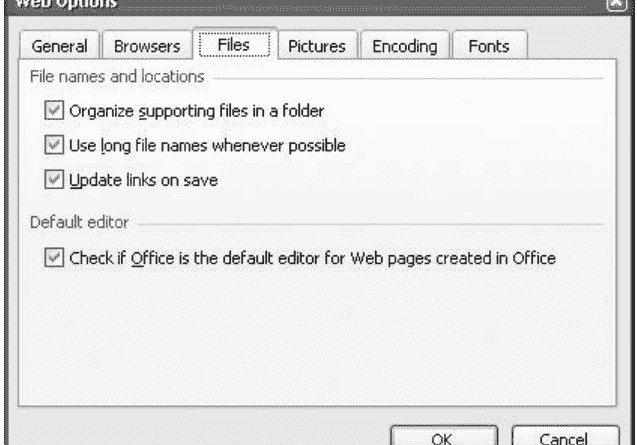 Web Options
General Browsers Files Pictures Encoding Fonts
File names and locations
Organize supporting files in a folder
Use long file names whenever possible
Update links on save
Default editor
Check if Office is the default editor for Web pages created in Office
OK Cancel